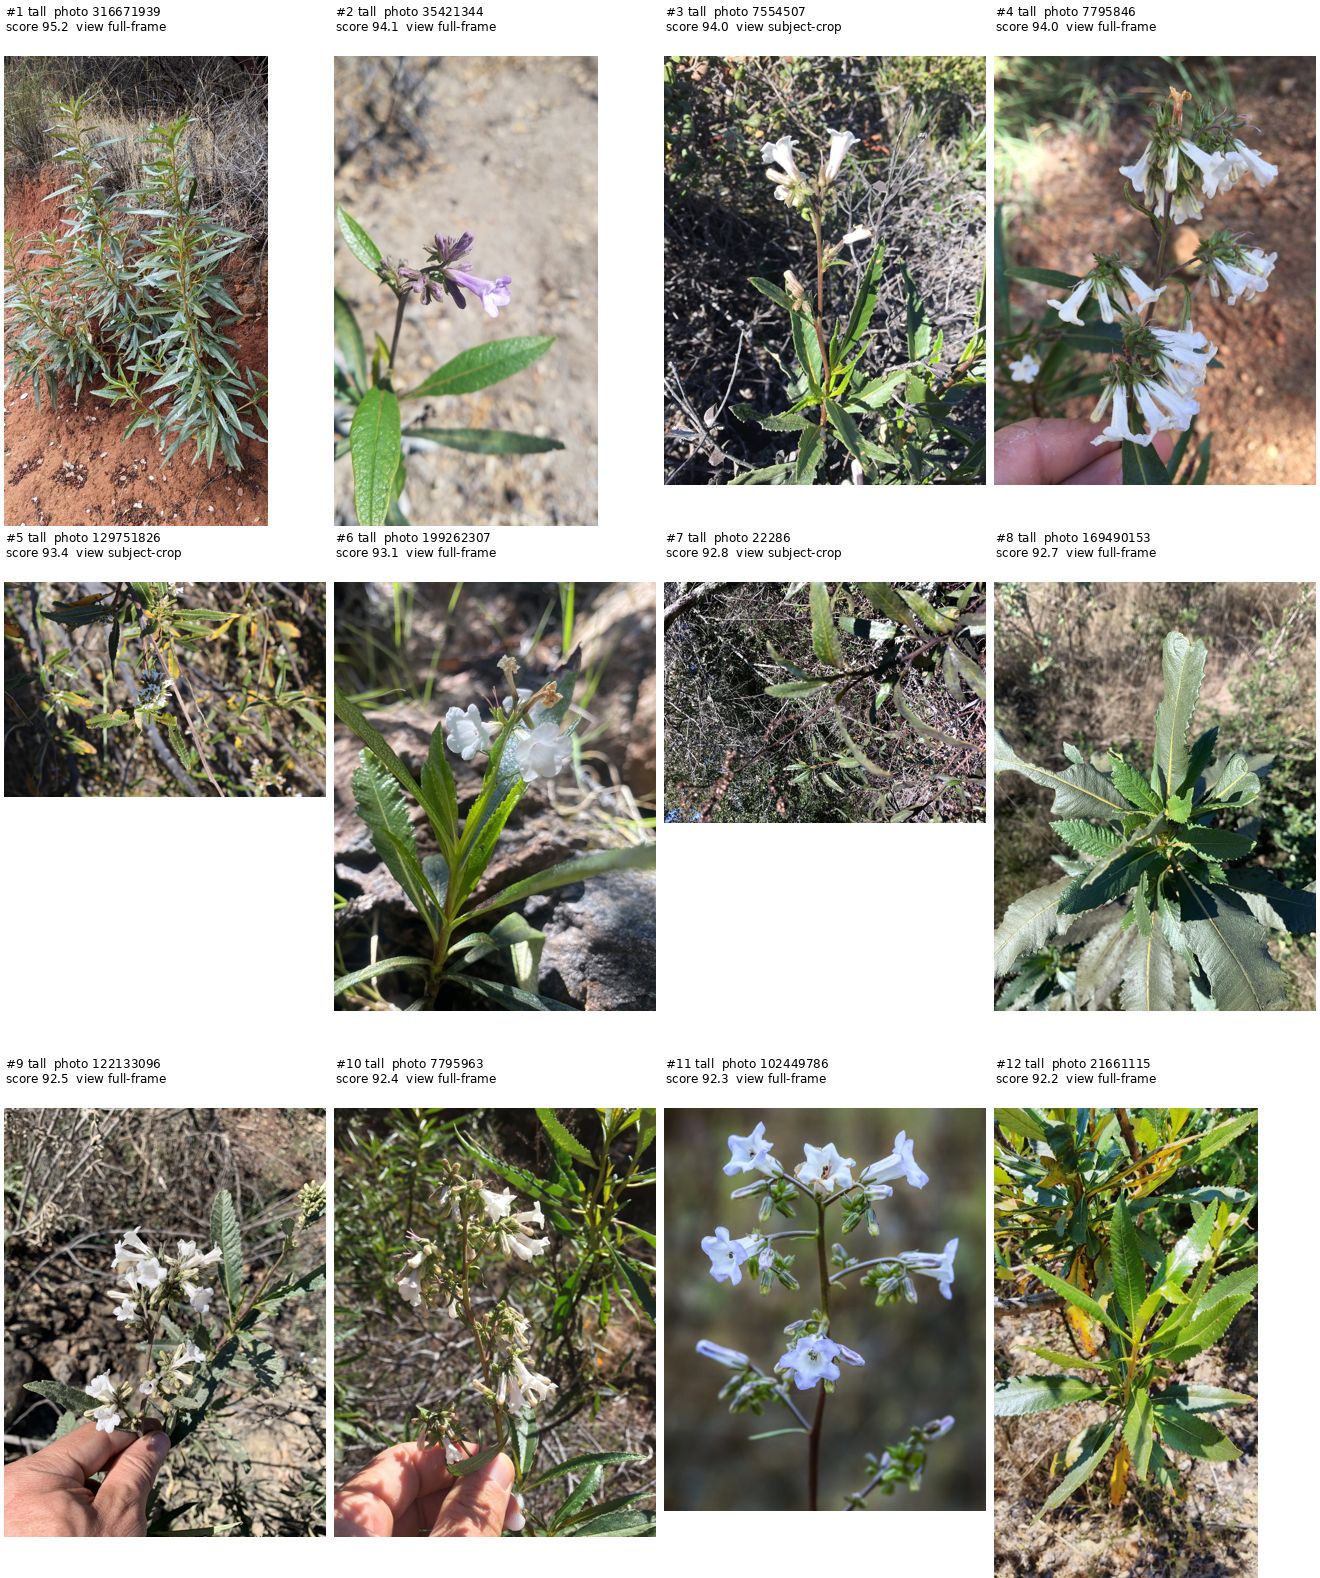 #1 tall photo 316671939
score 95.2 view full-frame
#2 tall photo 35421344
score 94.1 view full-frame
#3 tall photo 7554507
score 94.0 view subject-crop
#4 tall photo 7795846
score 94.0 view full-frame
#5 tall photo 129751826
score 93.4 view subject-crop
#6 tall photo 199262307
score 93.1 view full-frame
#7 tall photo 22286
score 92.8 view subject-crop
#8 tall photo 169490153
score 92.7 view full-frame
#9 tall photo 122133096
score 92.5 view full-frame
#10 tall photo 7795963
score 92.4 view full-frame
#11 tall photo 102449786
score 92.3 view full-frame
#12 tall photo 21661115
score 92.2 view full-frame